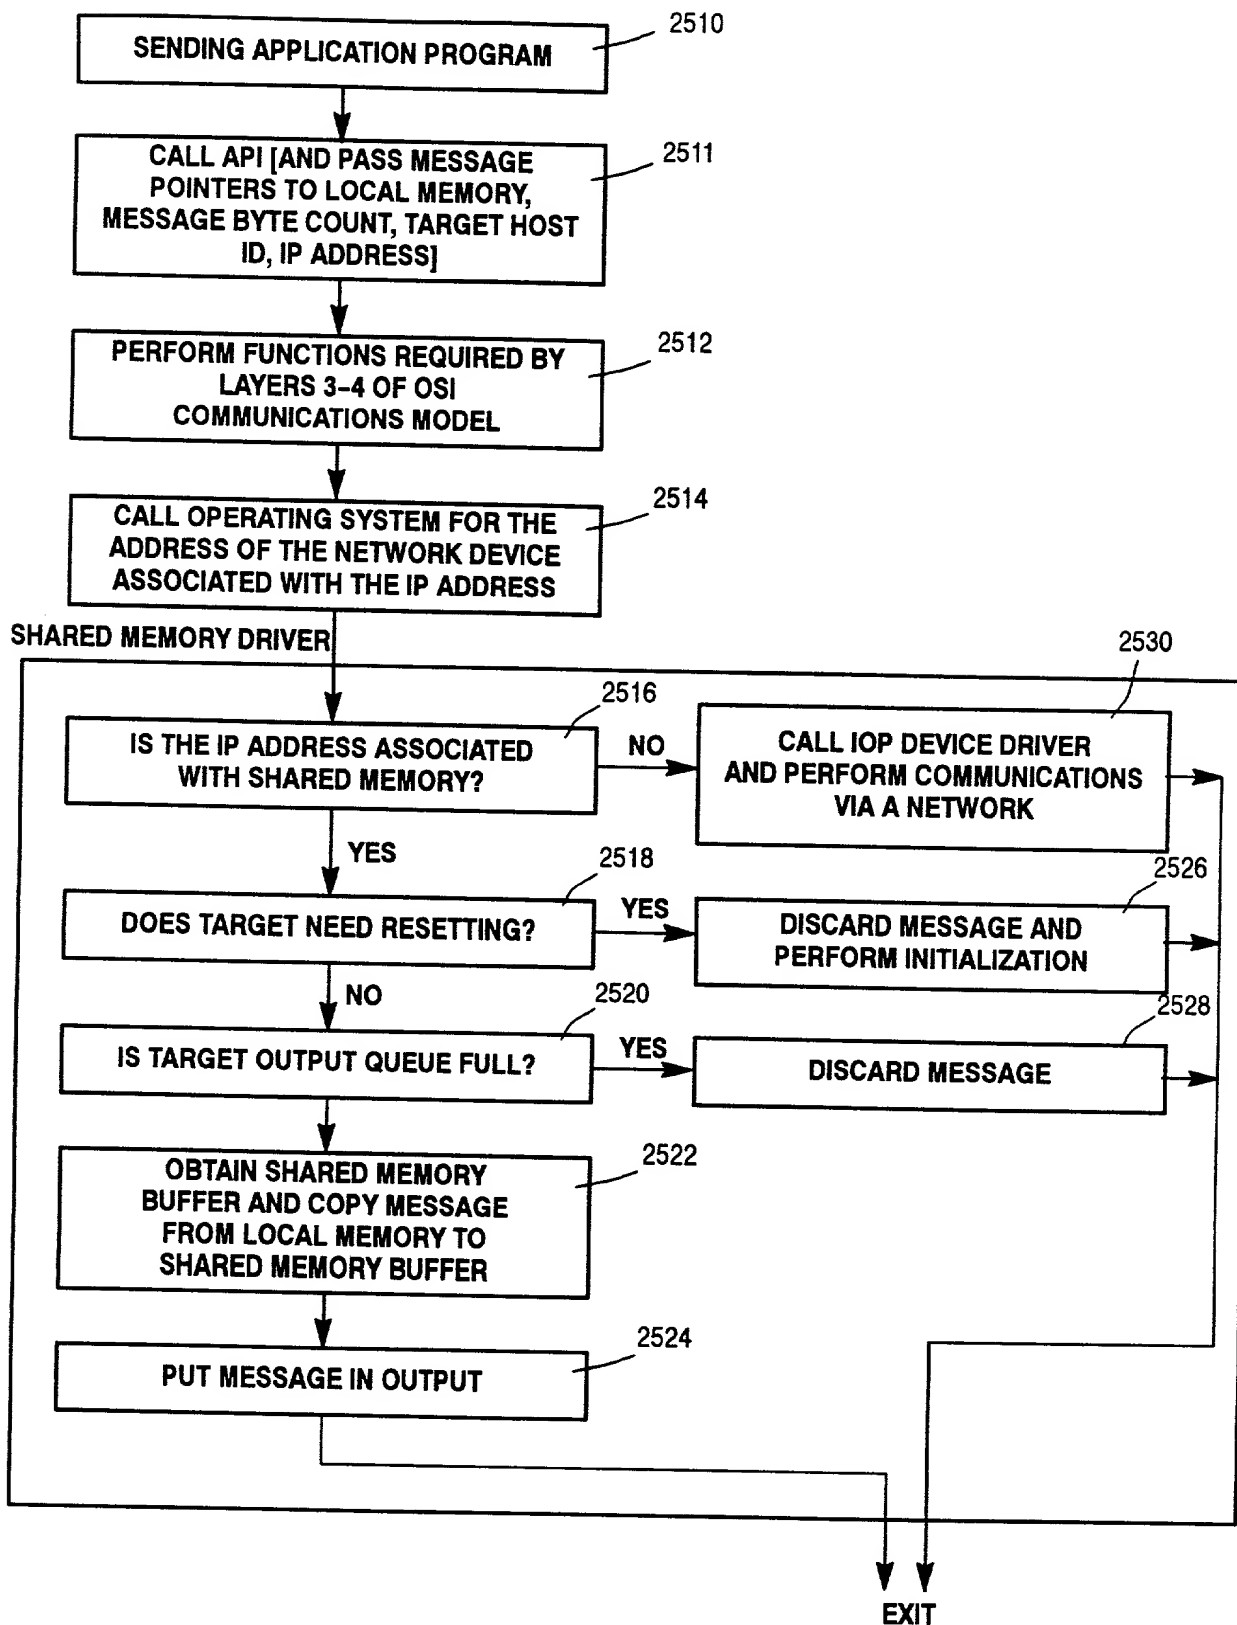 2510
SENDING APPLICATION PROGRAM
2511
CALL API [AND PASS MESSAGE
POINTERS TO LOCAL MEMORY,
MESSAGE BYTE COUNT, TARGET HOST
ID, IP ADDRESS]
2512
PERFORM FUNCTIONS REQUIRED BY
LAYERS 3-4 OF OSI
COMMUNICATIONS MODEL
2514
CALL OPERATING SYSTEM FOR THE
ADDRESS OF THE NETWORK DEVICE
ASSOCIATED WITH THE IP ADDRESS
SHARED MEMORY DRIVER
2516
IS THE IP ADDRESS ASSOCIATED
WITH SHARED MEMORY?
NO
2530
CALL IOP DEVICE DRIVER
AND PERFORM COMMUNICATIONS
VIA A NETWORK
YES
2518
DOES TARGET NEED RESETTING?
YES
2526
DISCARD MESSAGE AND
PERFORM INITIALIZATION
NO
2520
IS TARGET OUTPUT QUEUE FULL?
YES
2528
DISCARD MESSAGE
2522
OBTAIN SHARED MEMORY
BUFFER AND COPY MESSAGE
FROM LOCAL MEMORY TO
SHARED MEMORY BUFFER
2524
PUT MESSAGE IN OUTPUT
EXIT